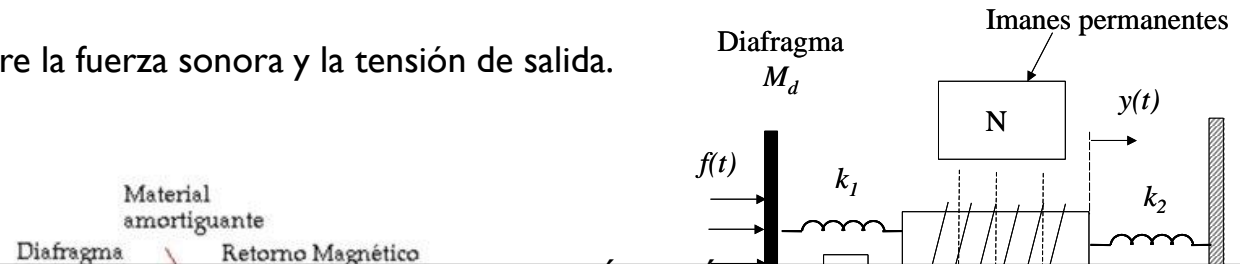 re la fuerza sonora y la tensión de salida.
Material
amortiguante
Diafragma
Retorno Magnético
Imanes permanentes
Diafragma
M_d
N
y(t)
f(t)
k_1
k_2